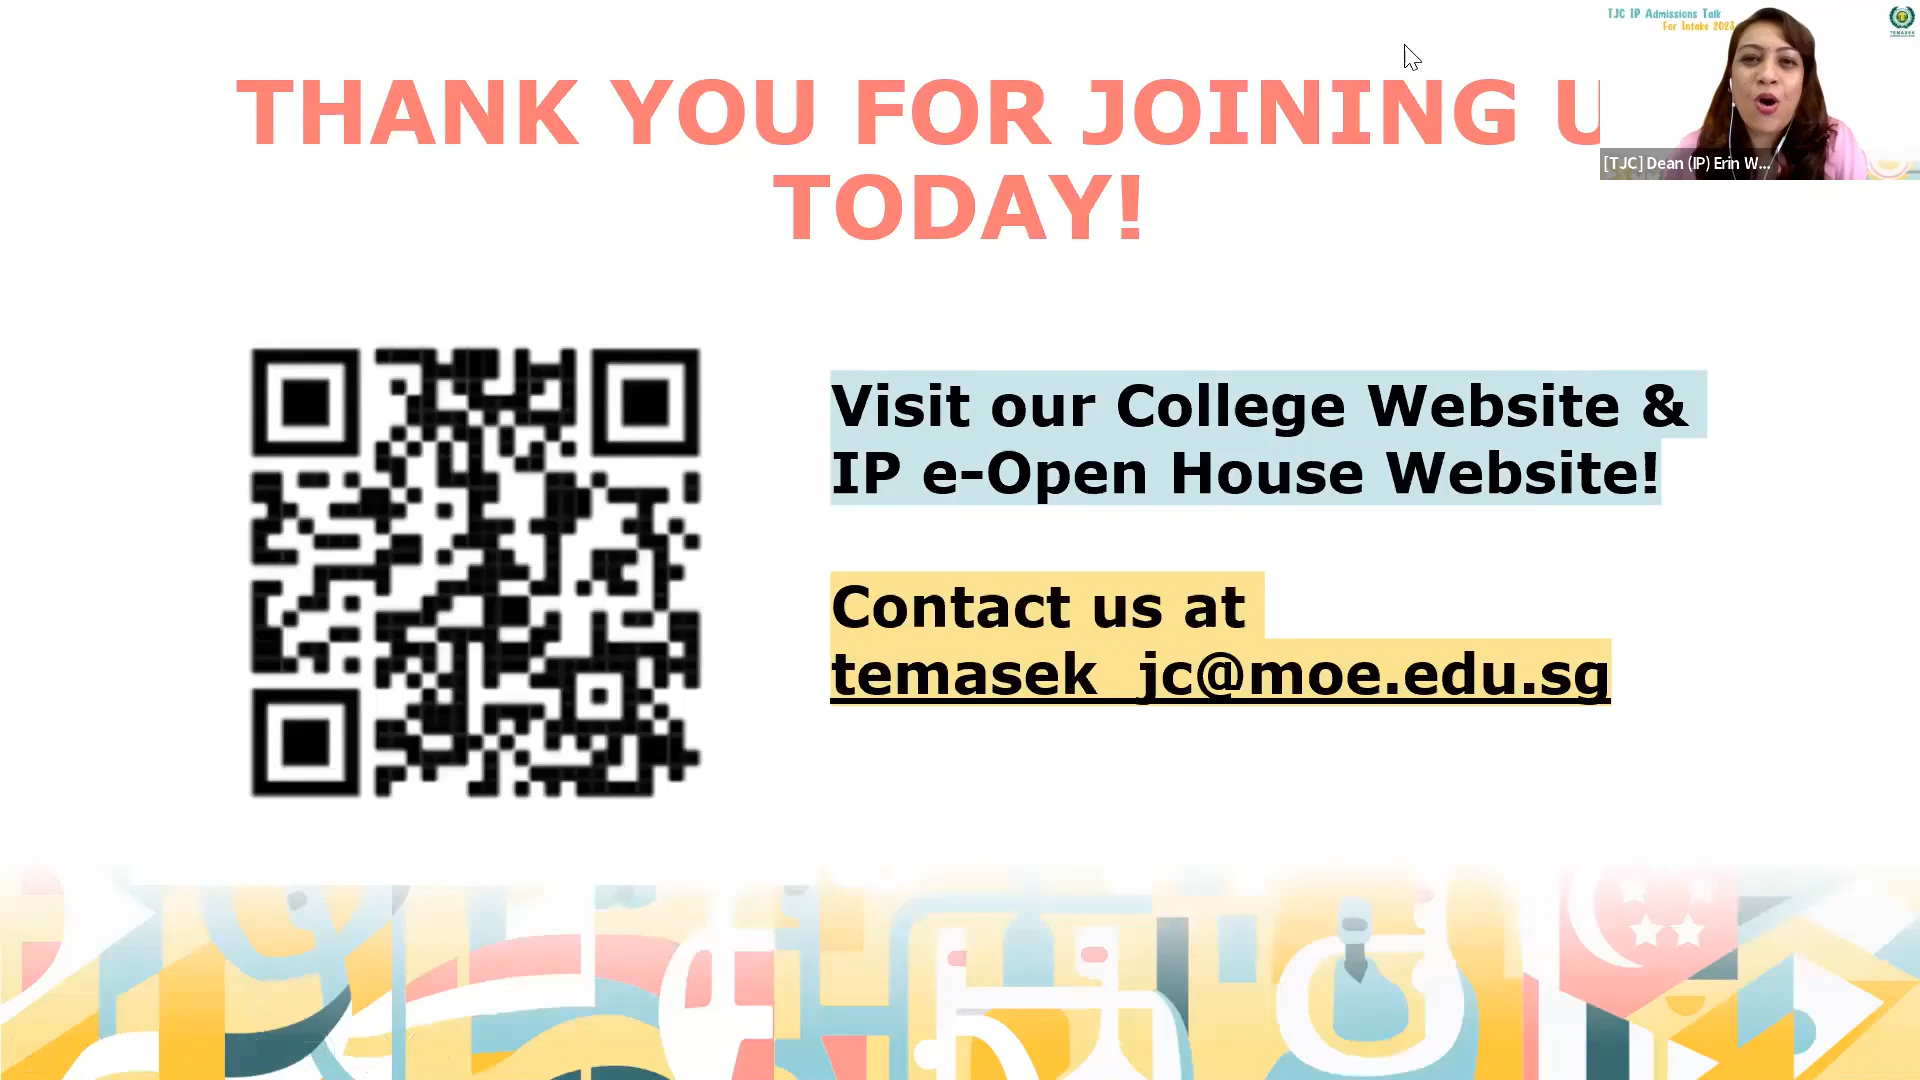 TJC IP Admissions Talk
For Intake 2023
TEMASEK
THANK YOU FOR JOINING U
TODAY!
[TJC] Dean (IP) Erin W...
Visit our College Website &
IP e-Open House Website!
Contact us at
temasek_jc@moe.edu.sg